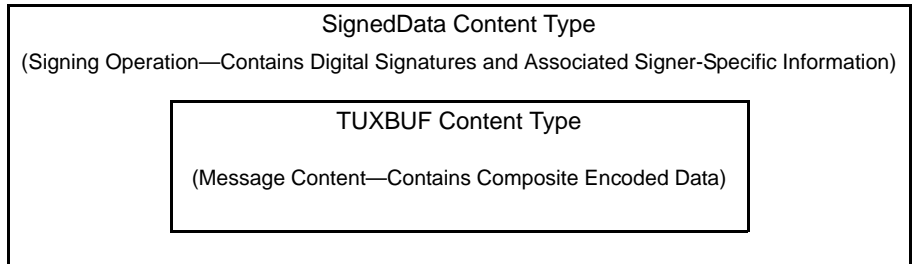 SignedData Content Type
(Signing Operation—Contains Digital Signatures and Associated Signer-Specific Information)
TUXBUF Content Type
(Message Content—Contains Composite Encoded Data)